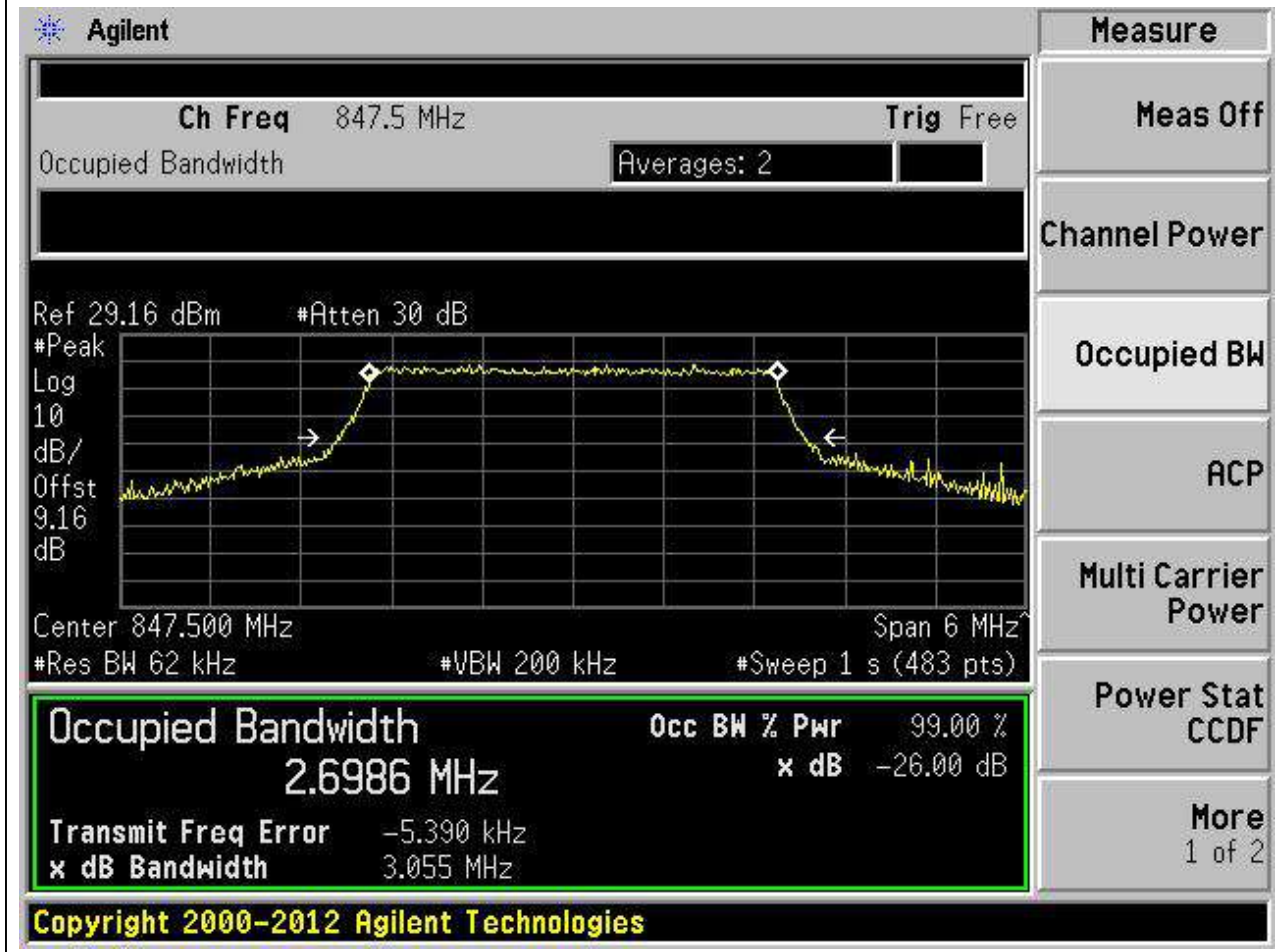 Agilent
Measure
Ch Freq 847.5 MHz Trig Free
Occupied Bandwidth Averages: 2
Meas Off
Channel Power
Occupied BW
ACP
Multi Carrier
Power
Power Stat
CCDF
More
1 of 2
Ref 29.16 dBm #Atten 30 dB
#Peak
Log
10
dB/
Offst
9.16
dB
Center 847.500 MHz Span 6 MHz^
#Res BW 62 kHz #VBW 200 kHz #Sweep 1 s (483 pts)
Occupied Bandwidth
2.6986 MHz
Occ BW % Pwr 99.00 %
x dB -26.00 dB
Transmit Freq Error -5.390 kHz
x dB Bandwidth 3.055 MHz
Copyright 2000-2012 Agilent Technologies